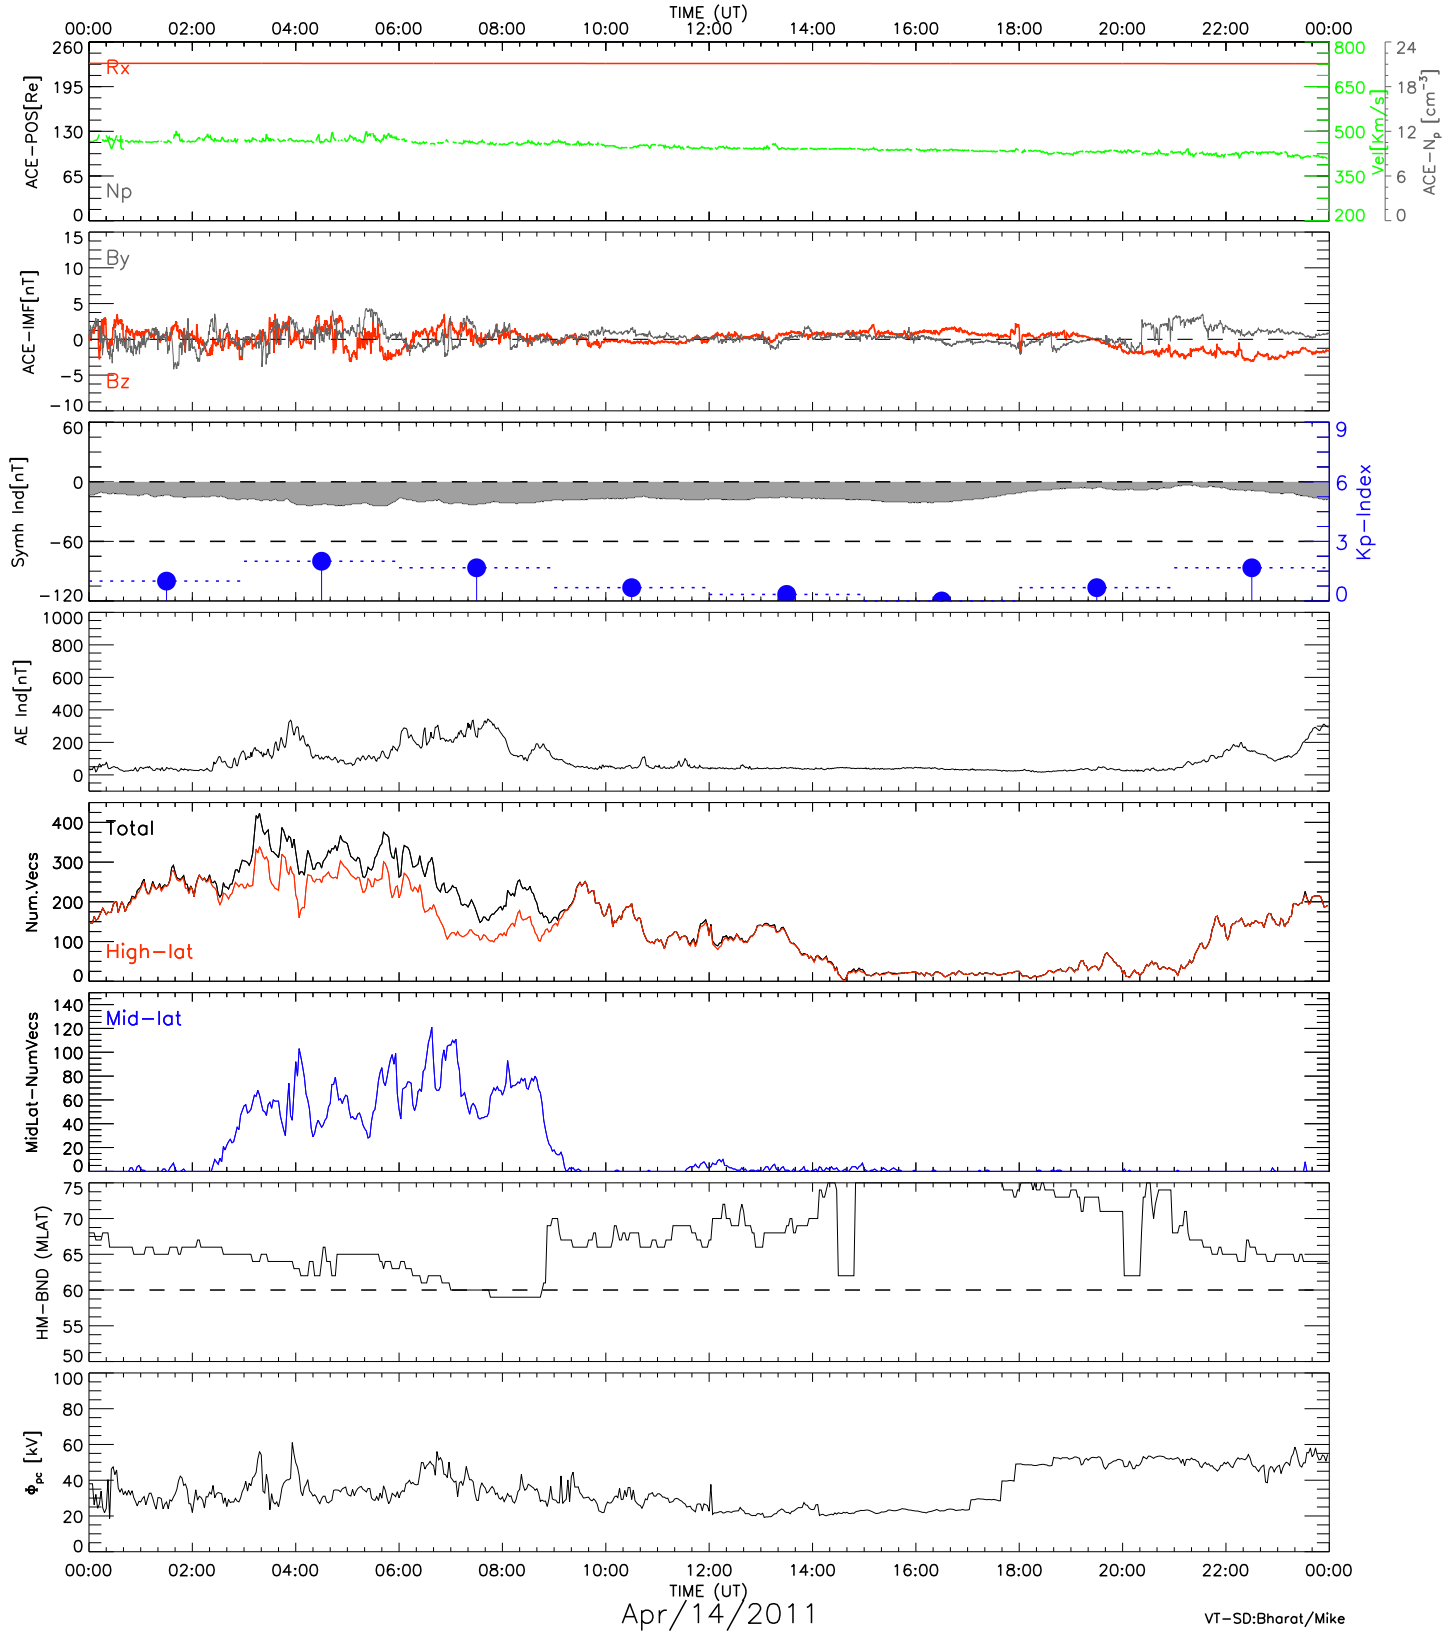 TIME (UT)
00:00 02:00 04:00 06:00 08:00 10:00 12:00 14:00 16:00 18:00 20:00 22:00 00:00
ACE-POS[Re]
260
195
130
65
0
Rx
Vx
Np
800
650
500
350
200
Vel[Km/s]
24
18
12
6
0
ACE-Np [cm-3]
ACE-IMF[nT]
15
10
5
0
-5
-10
By
Bz
Symh Ind[nT]
60
0
-60
-120
9
6
3
0
Kp-Index
AE Ind[nT]
1000
800
600
400
200
0
Num.Vecs
400
300
200
100
0
Total
High-lat
MidLat-NumVecs
140
120
100
80
60
40
20
0
Mid-lat
HM-BND (MLAT)
75
70
65
60
55
50
Φpc [kV]
100
80
60
40
20
0
00:00 02:00 04:00 06:00 08:00 10:00 12:00 14:00 16:00 18:00 20:00 22:00 00:00
TIME (UT)
Apr/14/2011
VT-SD:Bharat/Mike